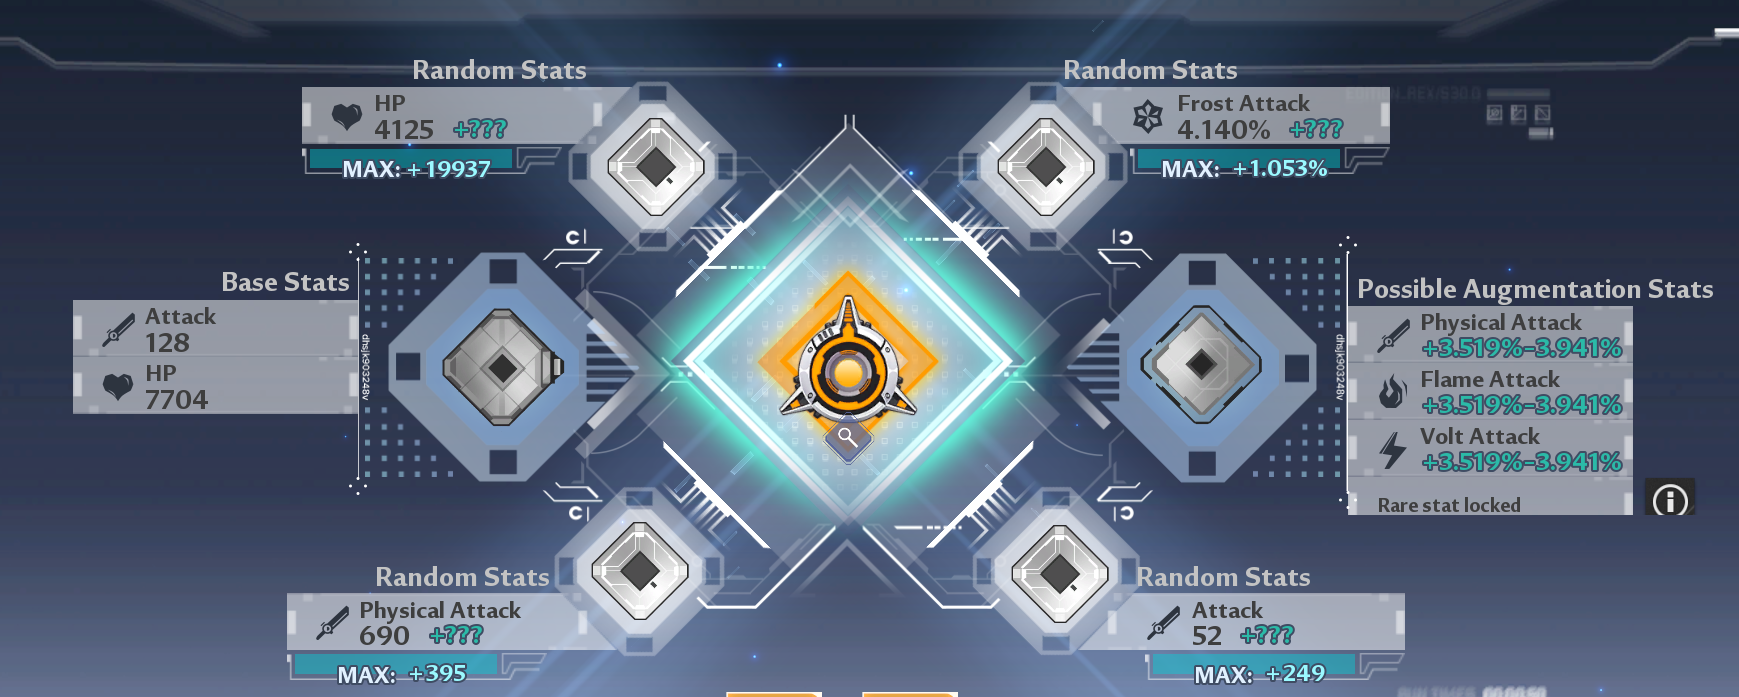 Random Stats
HP
4125 +???
MAX: +19937
Random Stats
Frost Attack
4.140% +???
MAX: +1.053%
Base Stats
Attack
128
HP
7704
dhsjk903248v
Possible Augmentation Stats
Physical Attack
+3.519%-3.941%
Flame Attack
+3.519%-3.941%
Volt Attack
+3.519%-3.941%
Rare stat locked
dhsjk903248v
Random Stats
Physical Attack
690 +???
MAX: +395
Random Stats
Attack
52 +???
MAX: +249